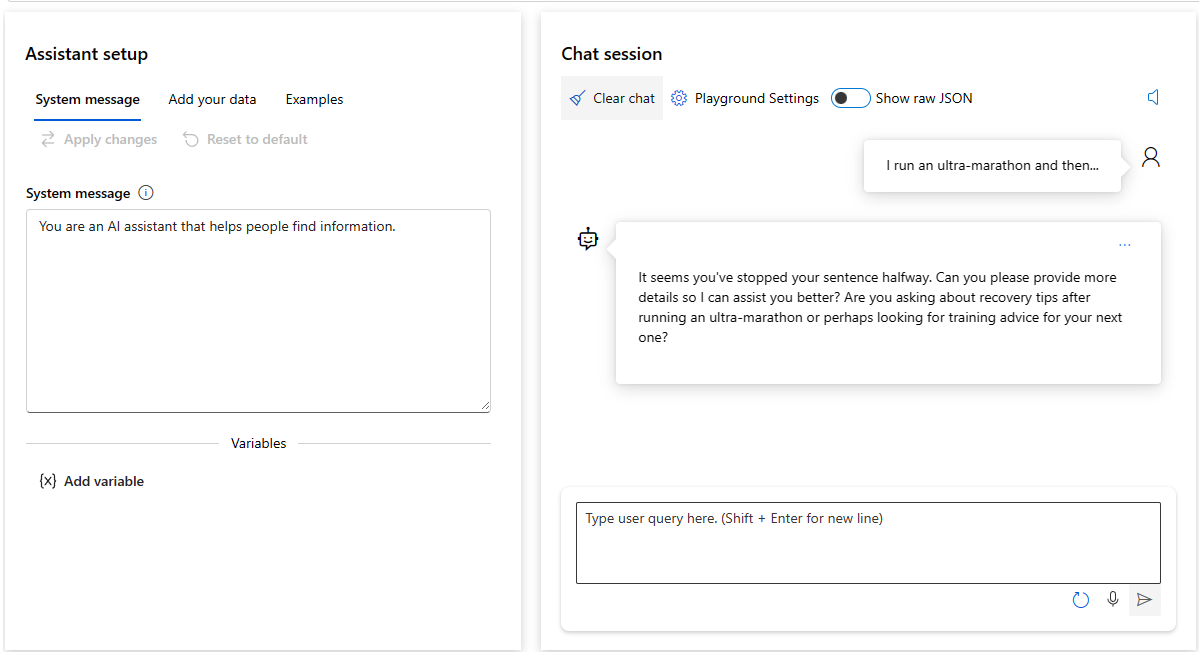 Assistant setup
System message
Add your data
Examples
Apply changes
Reset to default
System message
You are an AI assistant that helps people find information.
Variables
{x} Add variable
Chat session
Clear chat
Playground Settings
Show raw JSON
I run an ultra-marathon and then...
...
It seems you've stopped your sentence halfway. Can you please provide more
details so I can assist you better? Are you asking about recovery tips after
running an ultra-marathon or perhaps looking for training advice for your next
one?
Type user query here. (Shift + Enter for new line)